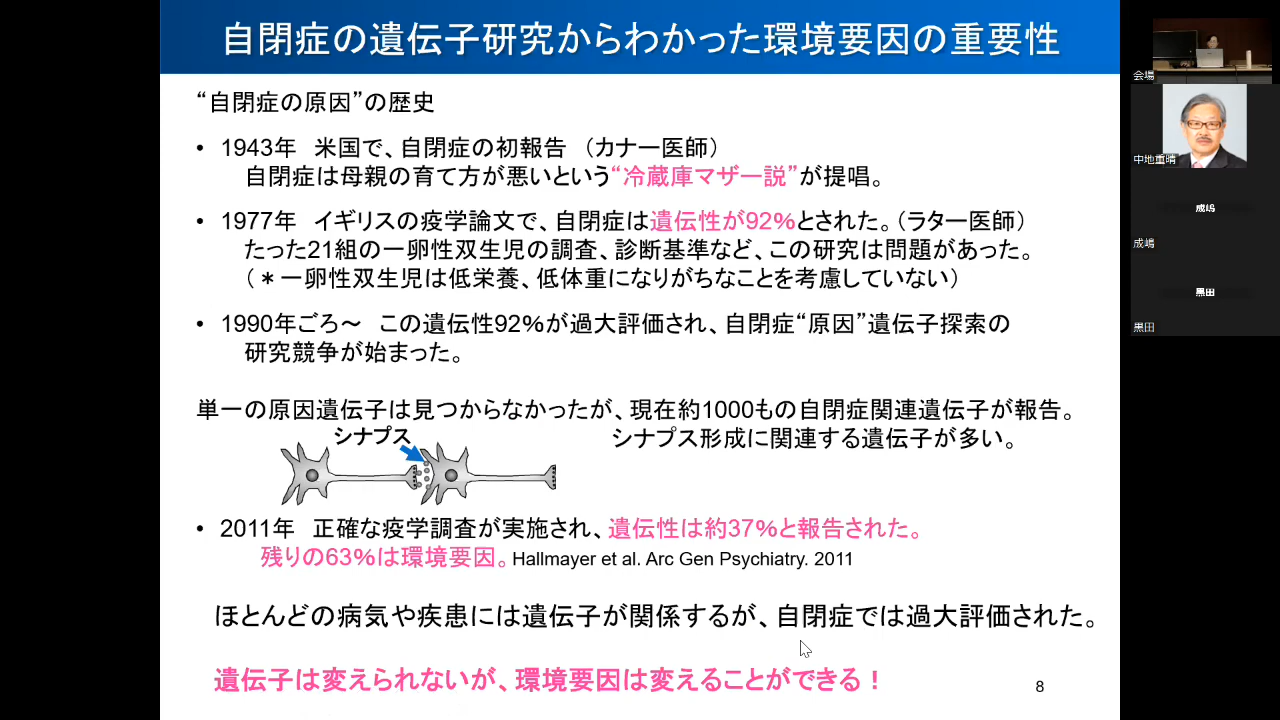 自閉症の遺伝子研究からわかった環境要因の重要性
“自閉症の原因”の歴史
• 1943年　米国で、自閉症の初報告　（カナー医師）
自閉症は母親の育て方が悪いという“冷蔵庫マザー説”が提唱。
• 1977年　イギリスの疫学論文で、自閉症は遺伝性が92%とされた。（ラター医師）
たった21組の一卵性双生児の調査、診断基準など、この研究は問題があった。
（＊一卵性双生児は低栄養、低体重になりがちなことを考慮していない）
• 1990年ごろ～　この遺伝性92%が過大評価され、自閉症“原因”遺伝子探索の
研究競争が始まった。
単一の原因遺伝子は見つからなかったが、現在約1000もの自閉症関連遺伝子が報告。
シナプス
シナプス形成に関連する遺伝子が多い。
• 2011年　正確な疫学調査が実施され、遺伝性は約37%と報告された。
残りの63%は環境要因。Hallmayer et al. Arc Gen Psychiatry. 2011
ほとんどの病気や疾患には遺伝子が関係するが、自閉症では過大評価された。
遺伝子は変えられないが、環境要因は変えることができる！
8
会場
中地重晴
成嶋
成嶋
黒田
黒田